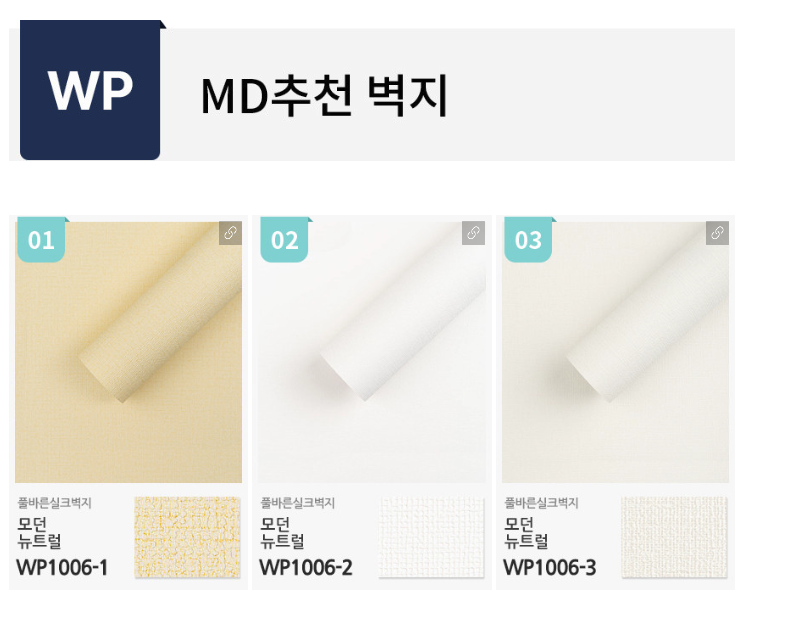 WP
MD추천 벽지
01
02
03
풀바른실크벽지
모던
뉴트럴
WP1006-1
풀바른실크벽지
모던
뉴트럴
WP1006-2
풀바른실크벽지
모던
뉴트럴
WP1006-3